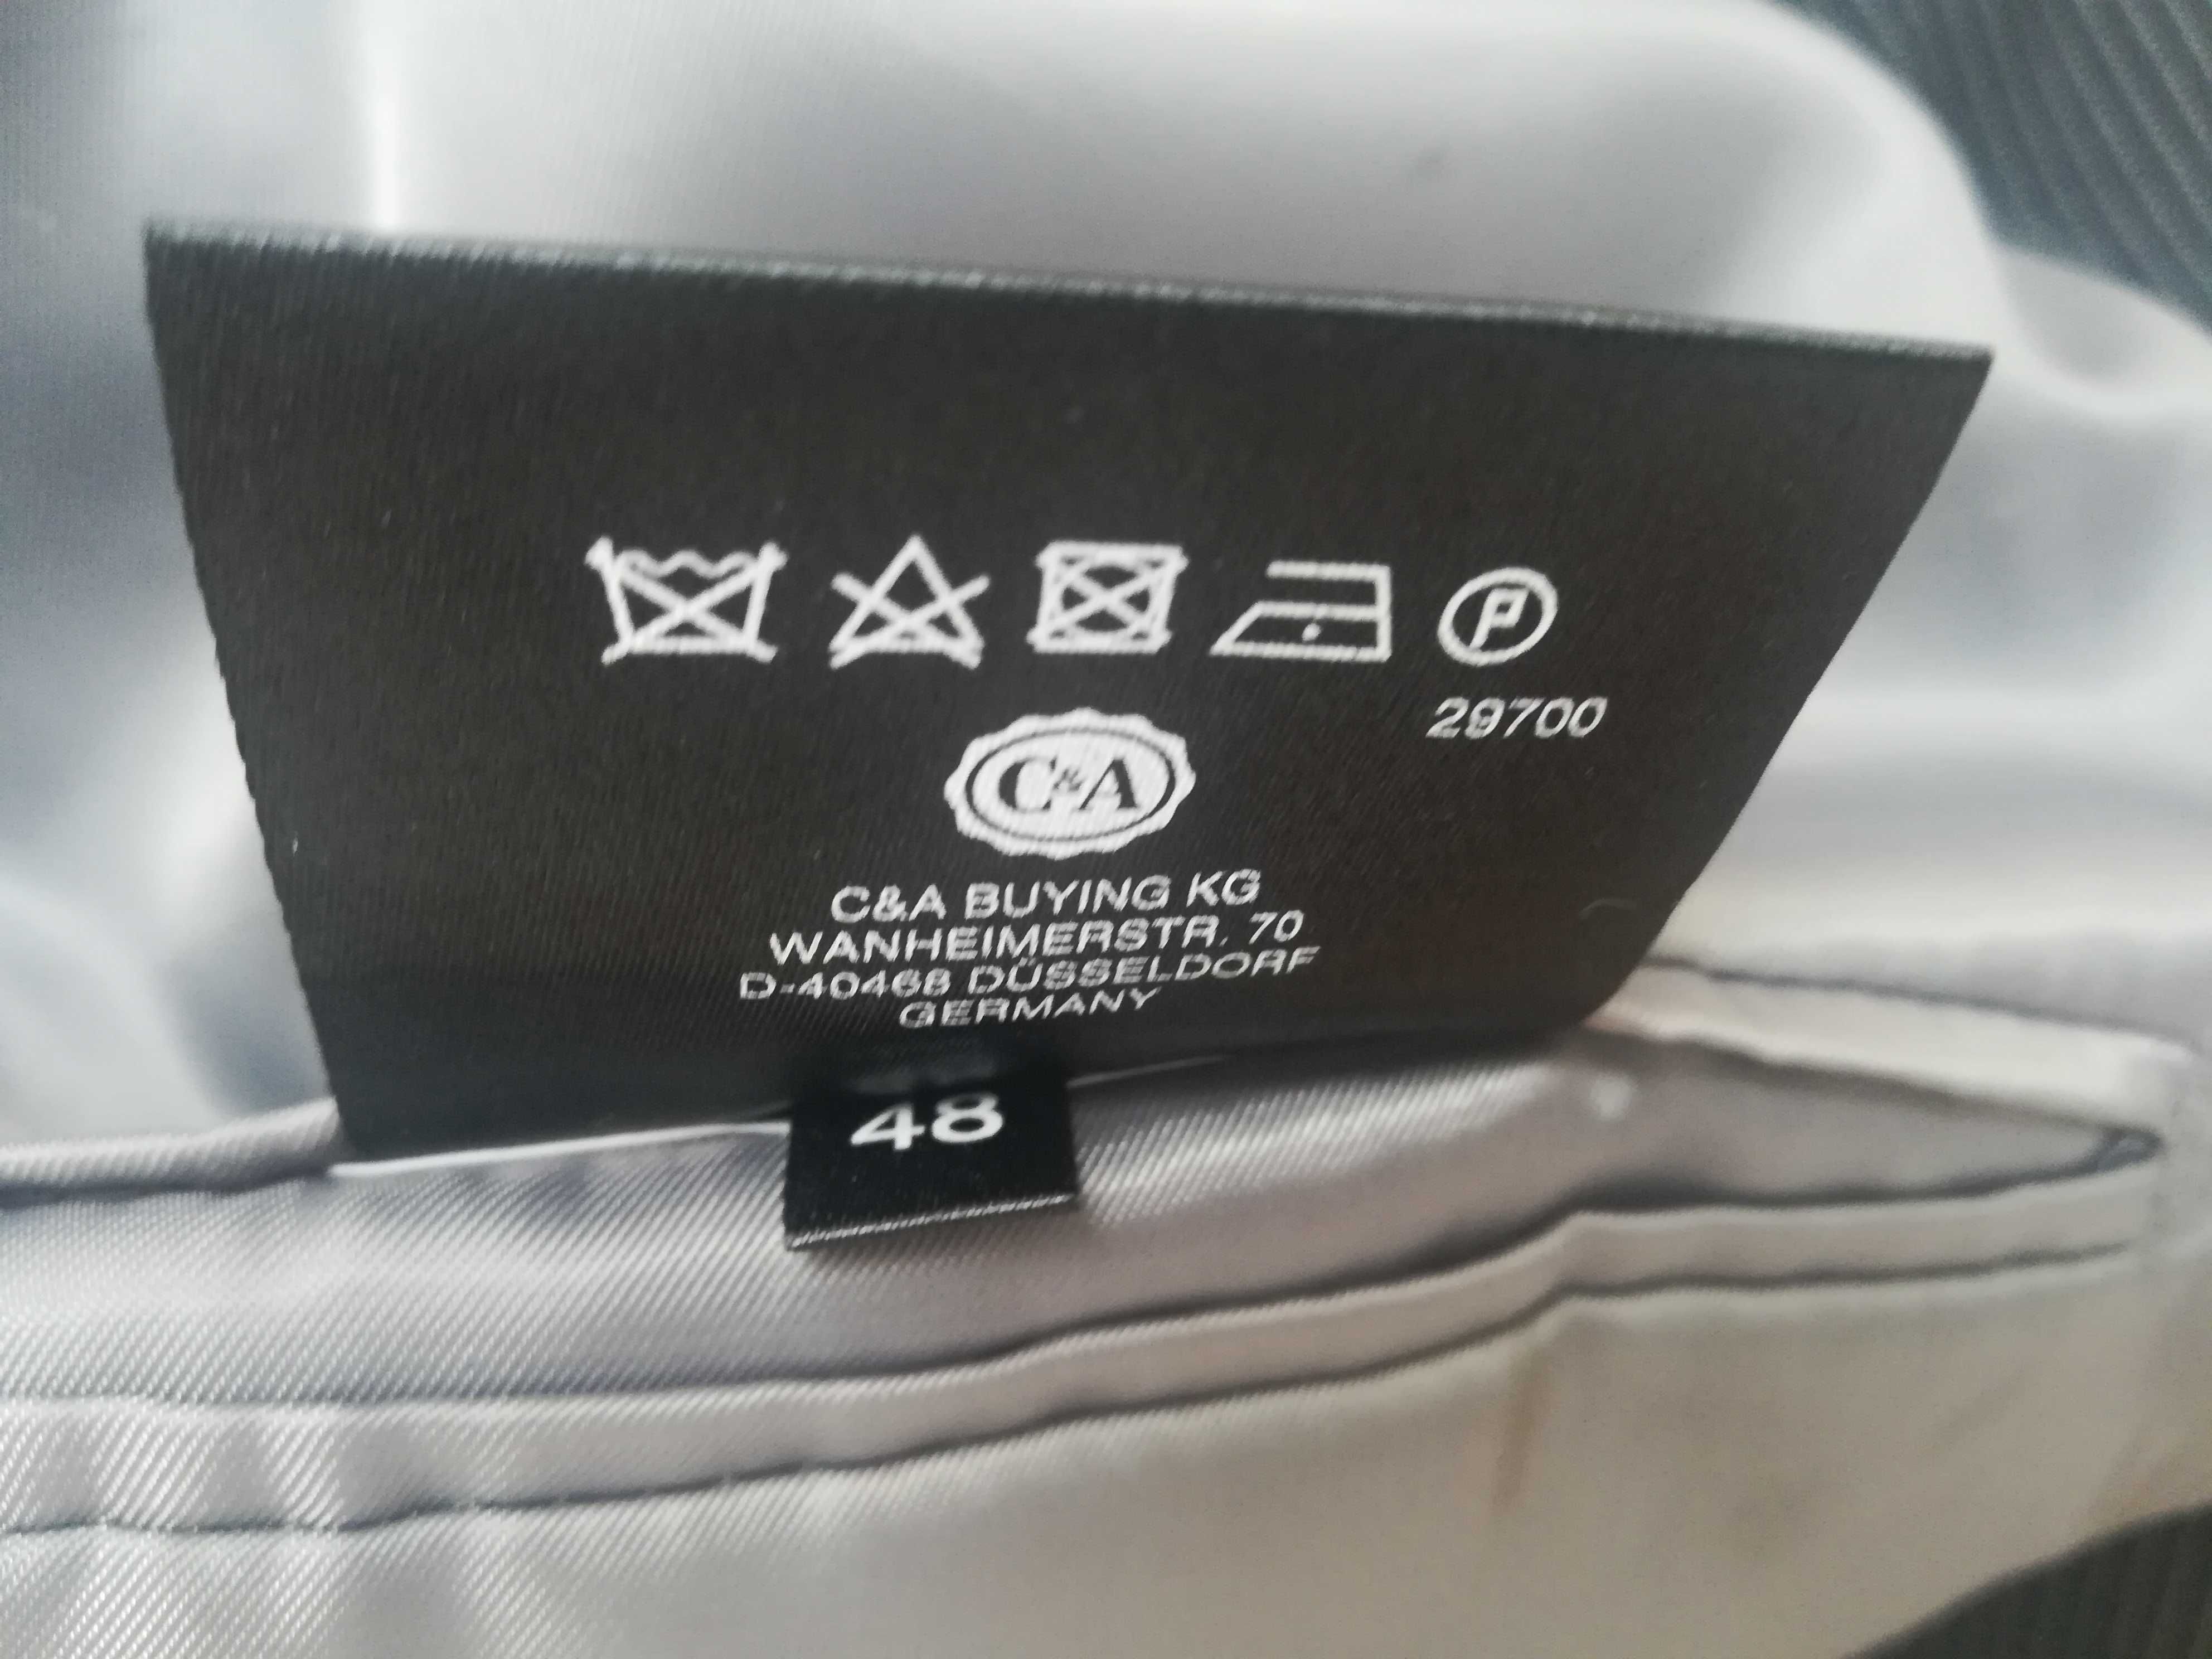 P
29700
C&A
C&A BUYING KG
WANHEIMERSTR. 70
D-40468 DÜSSELDORF
GERMANY
48